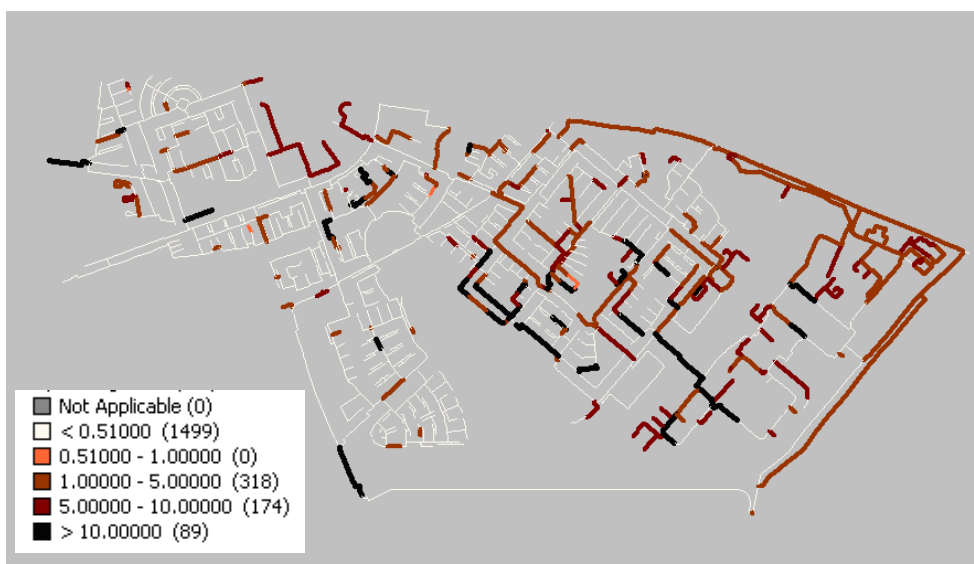 Not Applicable (0)
< 0.51000 (1499)
0.51000 - 1.00000 (0)
1.00000 - 5.00000 (318)
5.00000 - 10.00000 (174)
> 10.00000 (89)